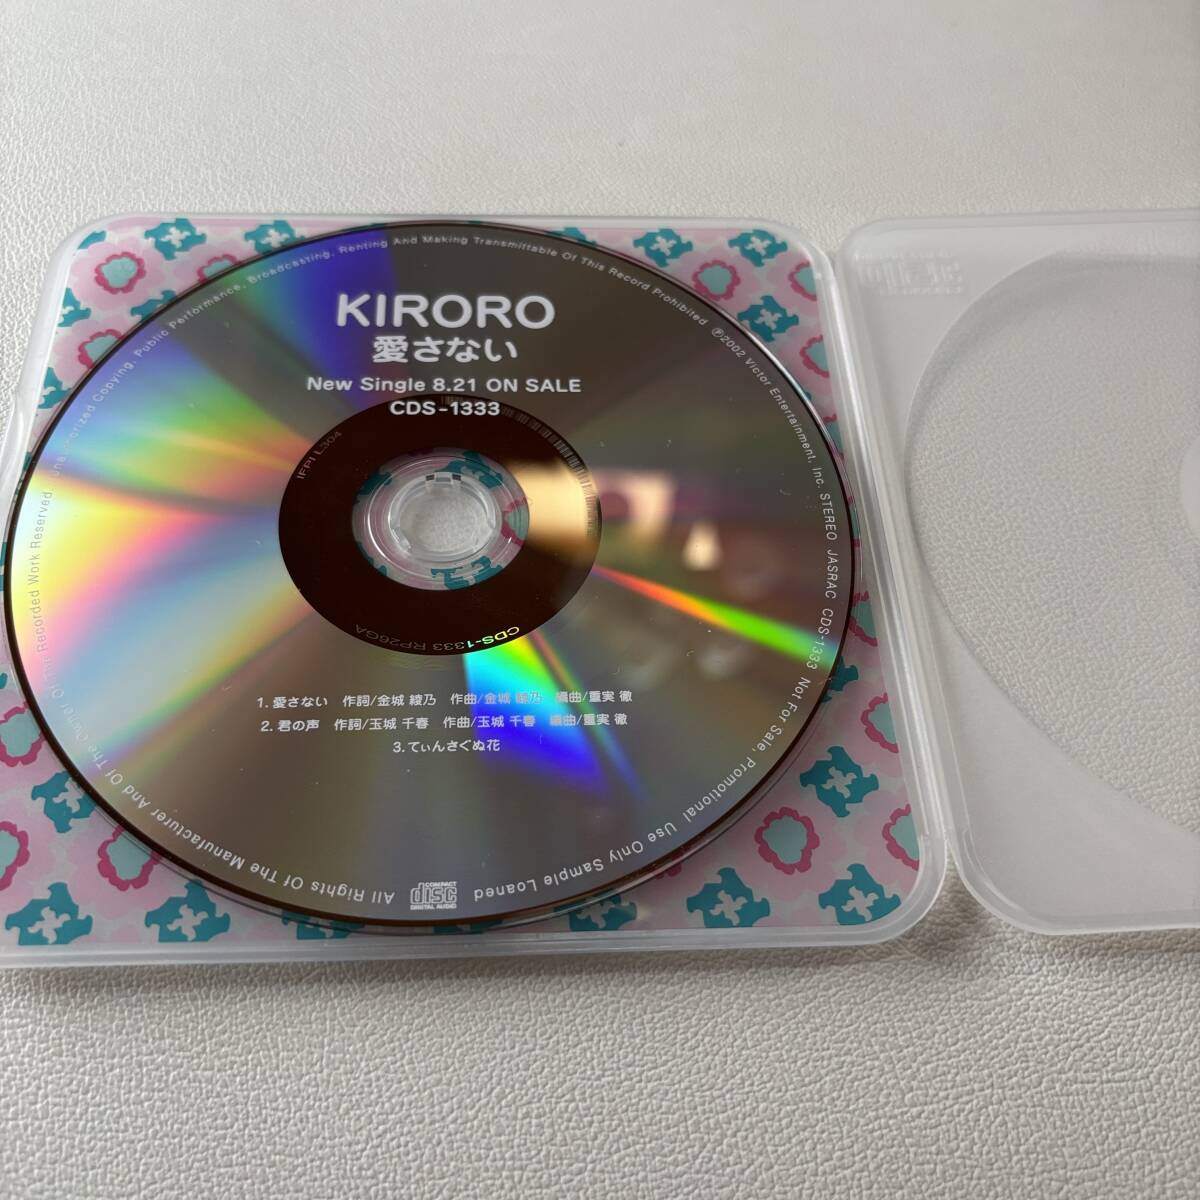 KIRORO
愛さない
New Single 8.21 ON SALE
CDS-1333
IFPI L304
CDS-1333 RP26GA
1. 愛さない 作詞/金城 綾乃 作曲/金城 綾乃 編曲/重実 徹
2. 君の声 作詞/玉城 千春 作曲/玉城 千春 編曲/重実 徹
3. てぃんさぐぬ花
COMPACT
disc
DIGITAL AUDIO
All Rights Of The Manufacturer And Of The Owner Of The Recorded Work Reserved. Unauthorized Copying, Public Performance, Broadcasting, Renting And Making Transmittable Of This Record Prohibited ℗2002 Victor Entertainment, Inc. STEREO JASRAC CDS-1333 Not For Sale, Promotional Use Only Sample Loaned